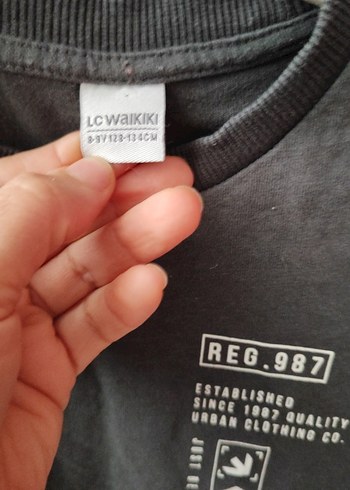 LC WAIKIKI
8-9Y 128-134CM
REG.987
ESTABLISHED
SINCE 1987 QUALITY
URBAN CLOTHING CO.